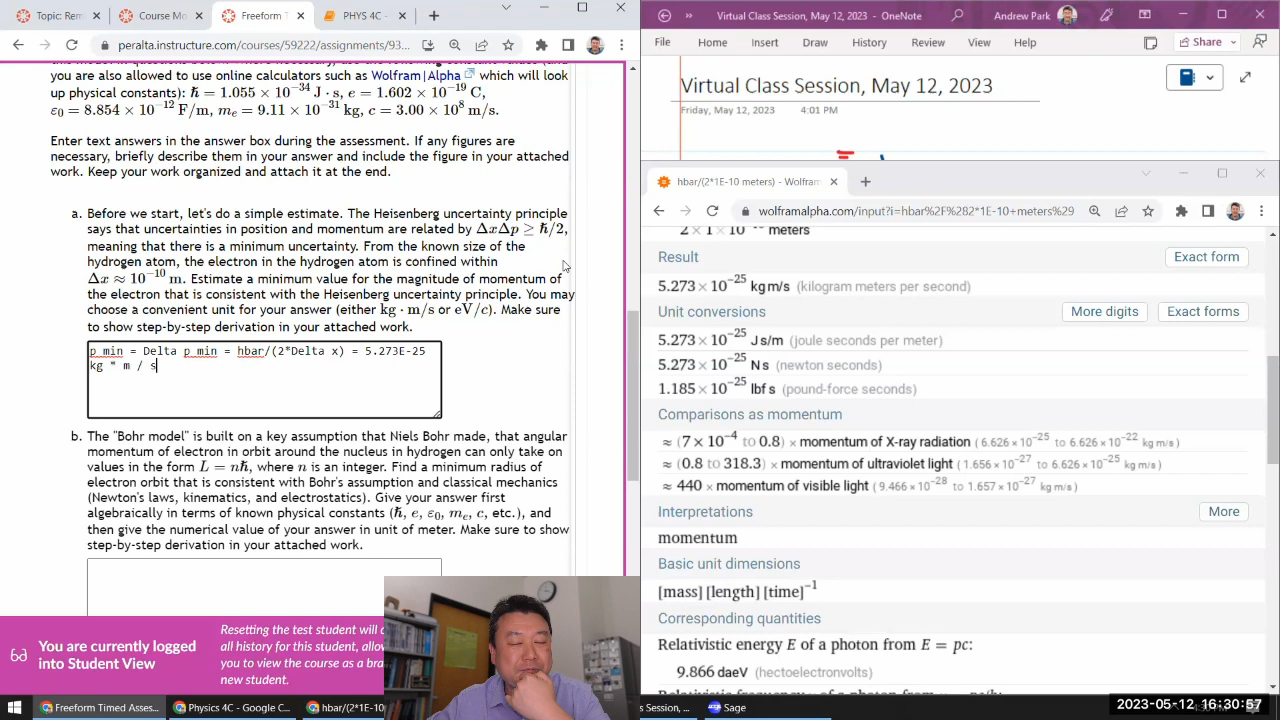 Topic: Rem
Course Mo
Freeform T
PHYS 4C -
peralta.instructure.com/courses/59222/assignments/93...
and you are also allowed to use online calculators such as Wolfram|Alpha which will look
up physical constants): ℏ = 1.055 × 10⁻³⁴ J · s, e = 1.602 × 10⁻¹⁹ C,
ε₀ = 8.854 × 10⁻¹² F/m, mₑ = 9.11 × 10⁻³¹ kg, c = 3.00 × 10⁸ m/s.
Enter text answers in the answer box during the assessment. If any figures are
necessary, briefly describe them in your answer and include the figure in your attached
work. Keep your work organized and attach it at the end.
a. Before we start, let's do a simple estimate. The Heisenberg uncertainty principle
says that uncertainties in position and momentum are related by ΔxΔp ≥ ℏ/2,
meaning that there is a minimum uncertainty. From the known size of the
hydrogen atom, the electron in the hydrogen atom is confined within
Δx ≈ 10⁻¹⁰ m. Estimate a minimum value for the magnitude of momentum of
the electron that is consistent with the Heisenberg uncertainty principle. You may
choose a convenient unit for your answer (either kg · m/s or eV/c). Make sure
to show step-by-step derivation in your attached work.
p_min = Delta p_min = hbar/(2*Delta x) = 5.273E-25
kg * m / s
b. The "Bohr model" is built on a key assumption that Niels Bohr made, that angular
momentum of electron in orbit around the nucleus in hydrogen can only take on
values in the form L = nℏ, where n is an integer. Find a minimum radius of
electron orbit that is consistent with Bohr's assumption and classical mechanics
(Newton's laws, kinematics, and electrostatics). Give your answer first
algebraically in terms of known physical constants (ℏ, e, ε₀, mₑ, c, etc.), and
then give the numerical value of your answer in unit of meter. Make sure to show
step-by-step derivation in your attached work.
You are currently logged
into Student View
Resetting the test student will c
all history for this student, allow
you to view the course as a bra
new student.
Virtual Class Session, May 12, 2023 - OneNote
Andrew Park
File
Home
Insert
Draw
History
Review
View
Help
Share
Virtual Class Session, May 12, 2023
Friday, May 12, 2023
4:01 PM
hbar/(2*1E-10 meters) - Wolfram
wolframalpha.com/input?i=hbar%2F%282*1E-10+meters%29
2 × 1 × 10 meters
Result
Exact form
5.273 × 10⁻²⁵ kg m/s (kilogram meters per second)
Unit conversions
More digits
Exact forms
5.273 × 10⁻²⁵ J s/m (joule seconds per meter)
5.273 × 10⁻²⁵ N s (newton seconds)
1.185 × 10⁻²⁵ lbf s (pound-force seconds)
Comparisons as momentum
≈ (7 × 10⁻⁴ to 0.8) × momentum of X-ray radiation (6.626 × 10⁻²⁵ to 6.626 × 10⁻²² kg m/s)
≈ (0.8 to 318.3) × momentum of ultraviolet light (1.656 × 10⁻²⁷ to 6.626 × 10⁻²⁵ kg m/s)
≈ 440 × momentum of visible light (9.466 × 10⁻²⁸ to 1.657 × 10⁻²⁷ kg m/s)
Interpretations
More
momentum
Basic unit dimensions
[mass] [length] [time]⁻¹
Corresponding quantities
Relativistic energy E of a photon from E = pc:
9.866 daeV (hectoelectronvolts)
Freeform Timed Asses...
Physics 4C - Google C...
hbar/(2*1E-10
Session, ...
Sage
2023-05-12 16:30:57